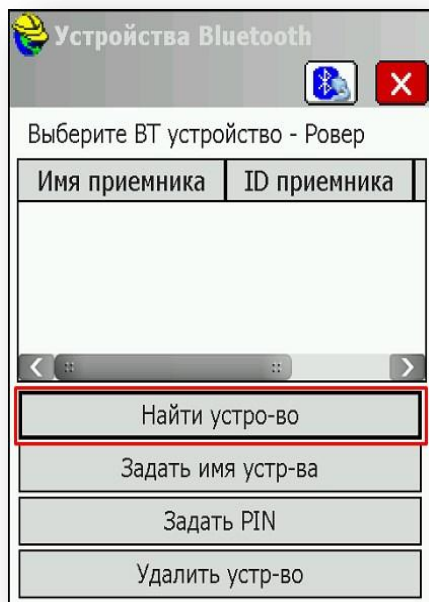 Устройства Bluetooth
Выберите BT устройство - Ровер
Имя приемника ID приемника
Найти устро-во
Задать имя устр-ва
Задать PIN
Удалить устр-во